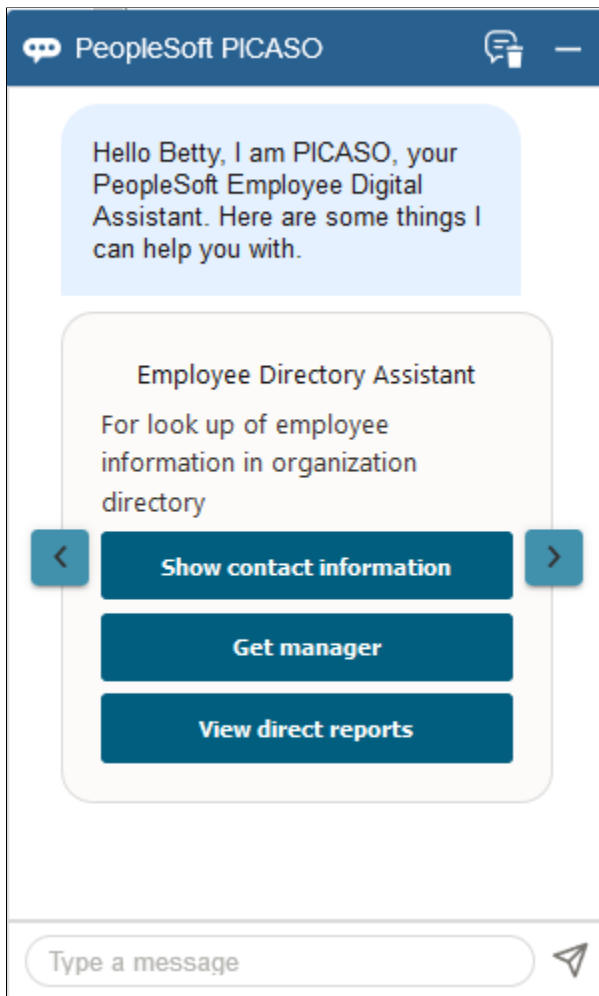 PeopleSoft PICASO
Hello Betty, I am PICASO, your
PeopleSoft Employee Digital
Assistant. Here are some things I
can help you with.
Employee Directory Assistant
For look up of employee
information in organization
directory
Show contact information
Get manager
View direct reports
Type a message